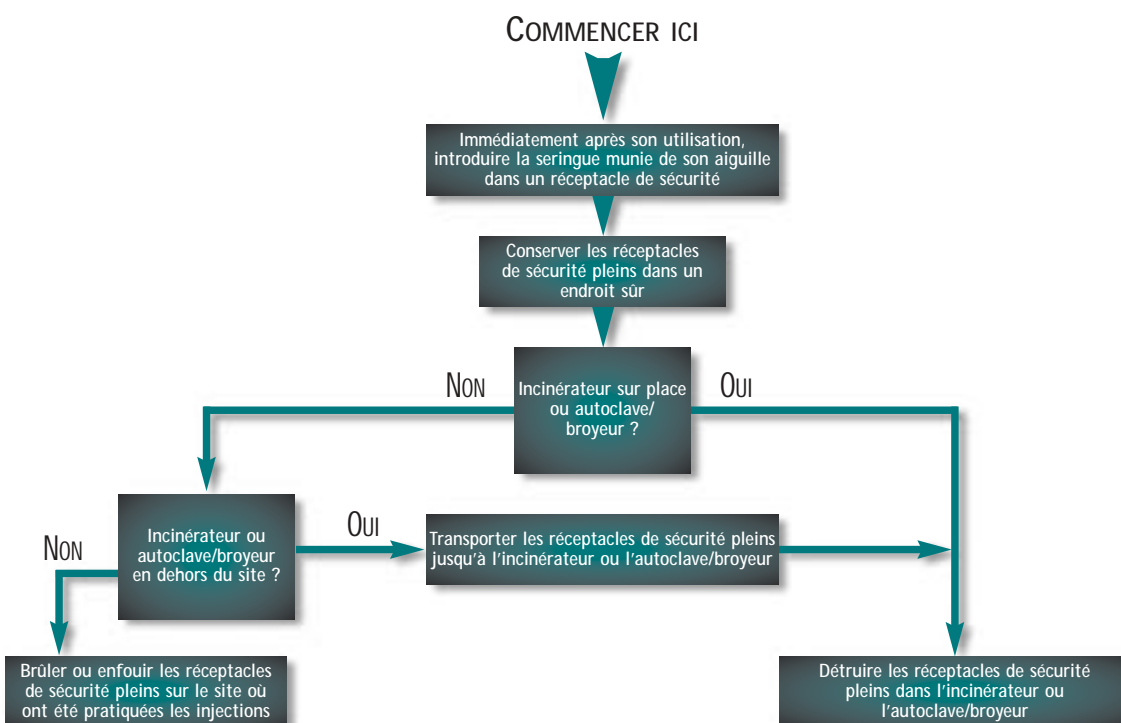 COMMENCER ICI
Immédiatement après son utilisation,
introduire la seringue munie de son aiguille
dans un réceptacle de sécurité
Conserver les réceptacles
de sécurité pleins dans un
endroit sûr
NON
OUI
Incinérateur sur place
ou autoclave/
broyeur ?
NON
OUI
Incinérateur ou
autoclave/broyeur
en dehors du site ?
Transporter les réceptacles de sécurité pleins
jusqu'à l'incinérateur ou l'autoclave/broyeur
Brûler ou enfouir les réceptacles
de sécurité pleins sur le site où
ont été pratiquées les injections
Détruire les réceptacles de sécurité
pleins dans l'incinérateur ou
l'autoclave/broyeur